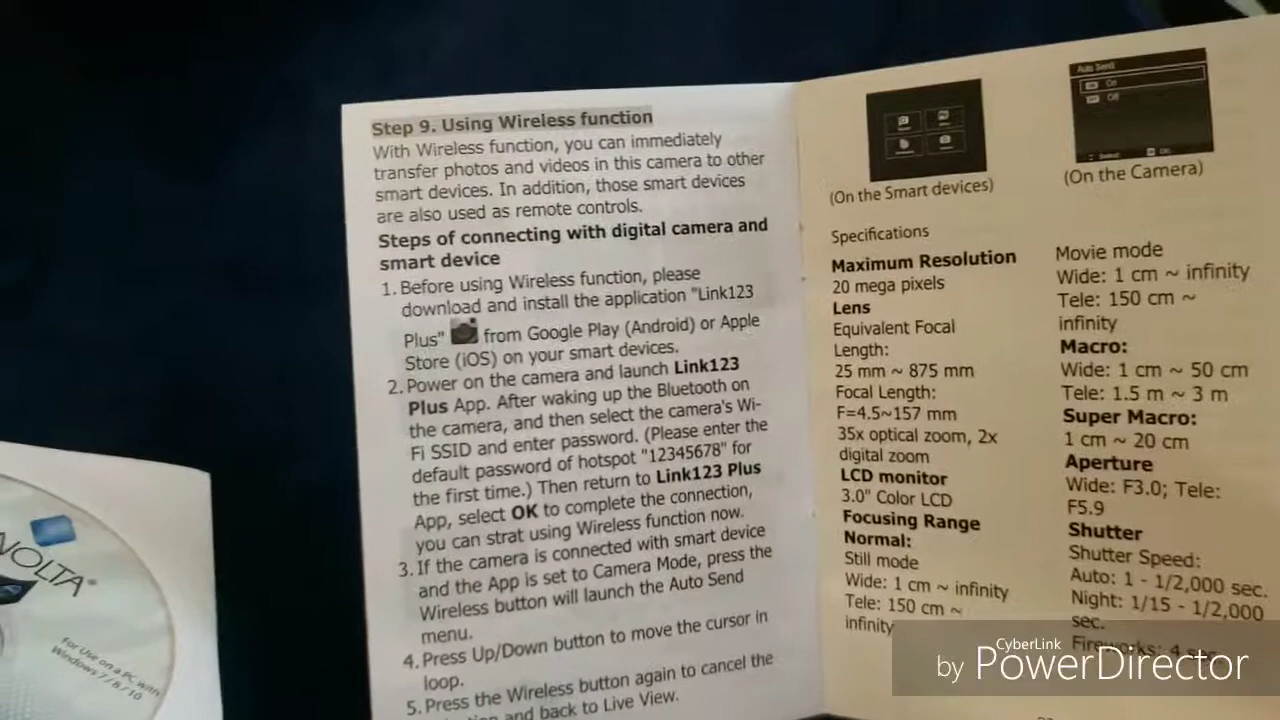 Step 9. Using Wireless function
With Wireless function, you can immediately
transfer photos and videos in this camera to other
smart devices. In addition, those smart devices
are also used as remote controls.
Steps of connecting with digital camera and
smart device
1. Before using Wireless function, please
download and install the application "Link123
Plus" from Google Play (Android) or Apple
Store (iOS) on your smart devices.
2. Power on the camera and launch Link123
Plus App. After waking up the Bluetooth on
the camera, and then select the camera's Wi-
Fi SSID and enter password. (Please enter the
default password of hotspot "12345678" for
the first time.) Then return to Link123 Plus
App, select OK to complete the connection,
you can strat using Wireless function now.
3. If the camera is connected with smart device
and the App is set to Camera Mode, press the
Wireless button will launch the Auto Send
menu.
4. Press Up/Down button to move the cursor in
loop.
5. Press the Wireless button again to cancel the
and back to Live View.
(On the Smart devices)
Specifications
Maximum Resolution
20 mega pixels
Lens
Equivalent Focal
Length:
25 mm ~ 875 mm
Focal Length:
F=4.5~157 mm
35x optical zoom, 2x
digital zoom
LCD monitor
3.0" Color LCD
Focusing Range
Normal:
Still mode
Wide: 1 cm ~ infinity
Tele: 150 cm ~
infinity
Auto Send
On
Off
Select
(On the Camera)
Movie mode
Wide: 1 cm ~ infinity
Tele: 150 cm ~
infinity
Macro:
Wide: 1 cm ~ 50 cm
Tele: 1.5 m ~ 3 m
Super Macro:
1 cm ~ 20 cm
Aperture
Wide: F3.0; Tele:
F5.9
Shutter
Shutter Speed:
Auto: 1 - 1/2,000 sec.
Night: 1/15 - 1/2,000
sec.
Fireworks: 4 sec.
NOLTA
For Use on a PC with
Windows 7/8/10
CyberLink
by PowerDirector